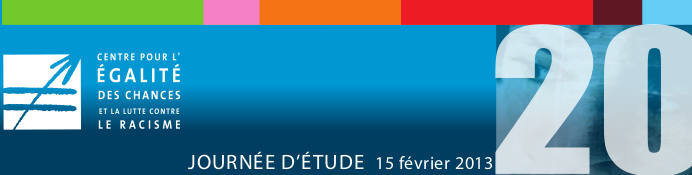 CENTRE POUR L'
ÉGALITÉ
DES CHANCES
ET LA LUTTE CONTRE
LE RACISME
JOURNÉE D'ÉTUDE 15 février 2013
20